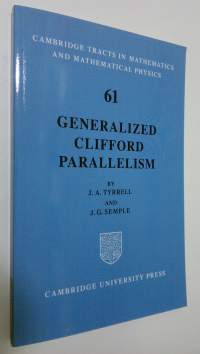 CAMBRIDGE TRACTS IN MATHEMATICS
AND MATHEMATICAL PHYSICS
61
GENERALIZED
CLIFFORD
PARALLELISM
BY
J. A. TYRRELL
AND
J. G. SEMPLE
CAMBRIDGE UNIVERSITY PRESS